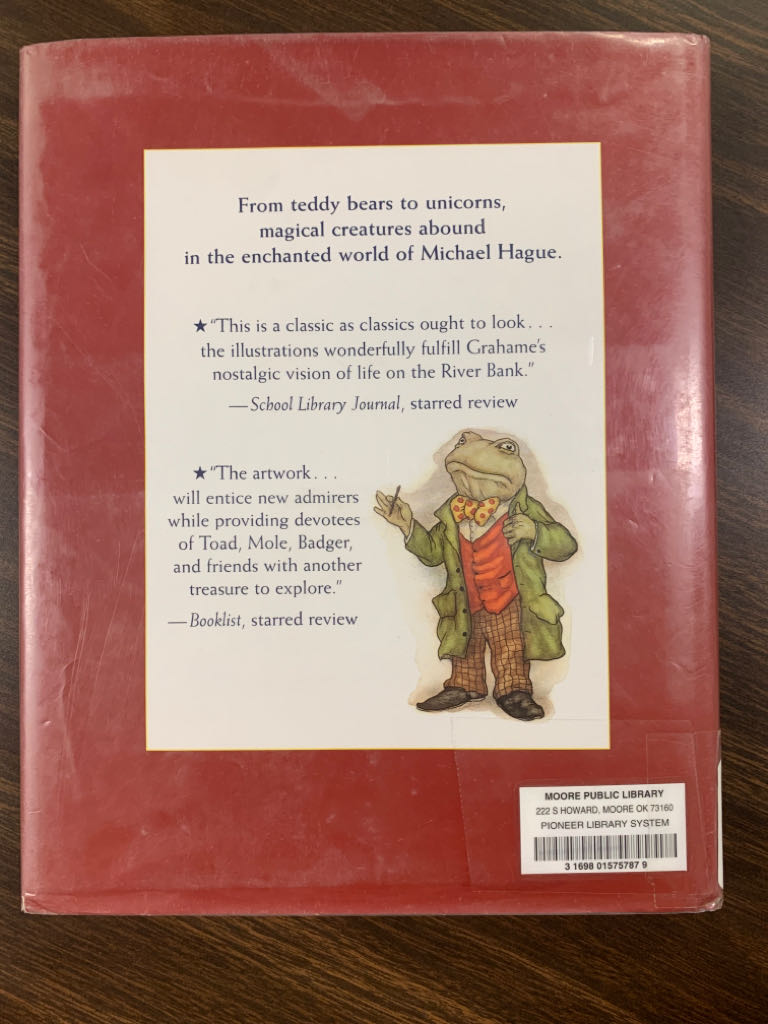 From teddy bears to unicorns,
magical creatures abound
in the enchanted world of Michael Hague.
★“This is a classic as classics ought to look . . .
the illustrations wonderfully fulfill Grahame’s
nostalgic vision of life on the River Bank.”
—School Library Journal, starred review
★“The artwork . . .
will entice new admirers
while providing devotees
of Toad, Mole, Badger,
and friends with another
treasure to explore.”
—Booklist, starred review
MOORE PUBLIC LIBRARY
222 S HOWARD, MOORE OK 73160
PIONEER LIBRARY SYSTEM
3 1698 01575787 9